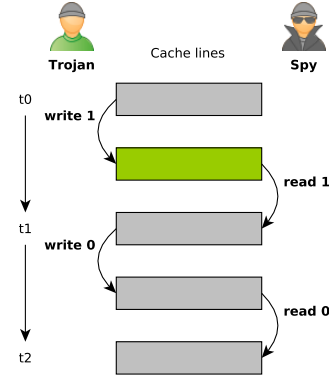 Trojan
Cache lines
Spy
t0
write 1
read 1
t1
write 0
read 0
t2